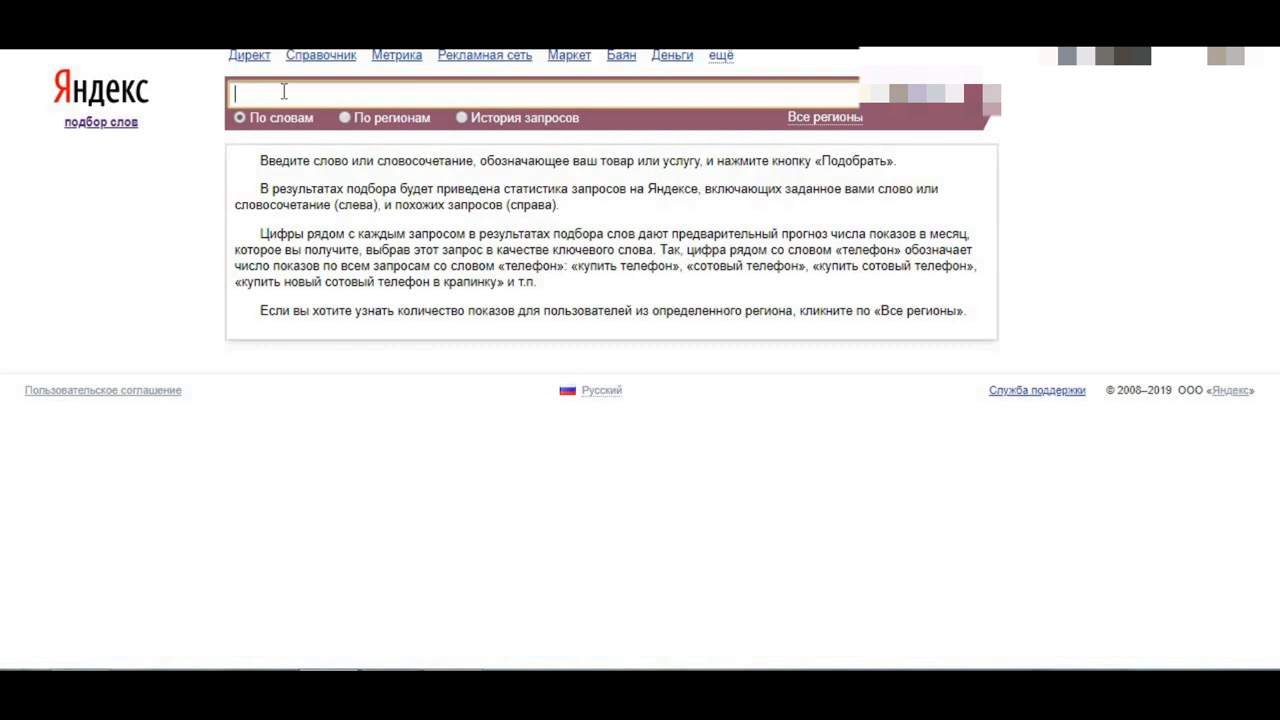 Директ Справочник Метрика Рекламная сеть Маркет Баян Деньги ещё
Яндекс
подбор слов
По словам По регионам История запросов Все регионы
Введите слово или словосочетание, обозначающее ваш товар или услугу, и нажмите кнопку «Подобрать».
В результатах подбора будет приведена статистика запросов на Яндексе, включающих заданное вами слово или
словосочетание (слева), и похожих запросов (справа).
Цифры рядом с каждым запросом в результатах подбора слов дают предварительный прогноз числа показов в месяц,
которое вы получите, выбрав этот запрос в качестве ключевого слова. Так, цифра рядом со словом «телефон» обозначает
число показов по всем запросам со словом «телефон»: «купить телефон», «сотовый телефон», «купить сотовый телефон»,
«купить новый сотовый телефон в крапинку» и т.п.
Если вы хотите узнать количество показов для пользователей из определенного региона, кликните по «Все регионы».
Пользовательское соглашение Русский Служба поддержки © 2008–2019 ООО «Яндекс»